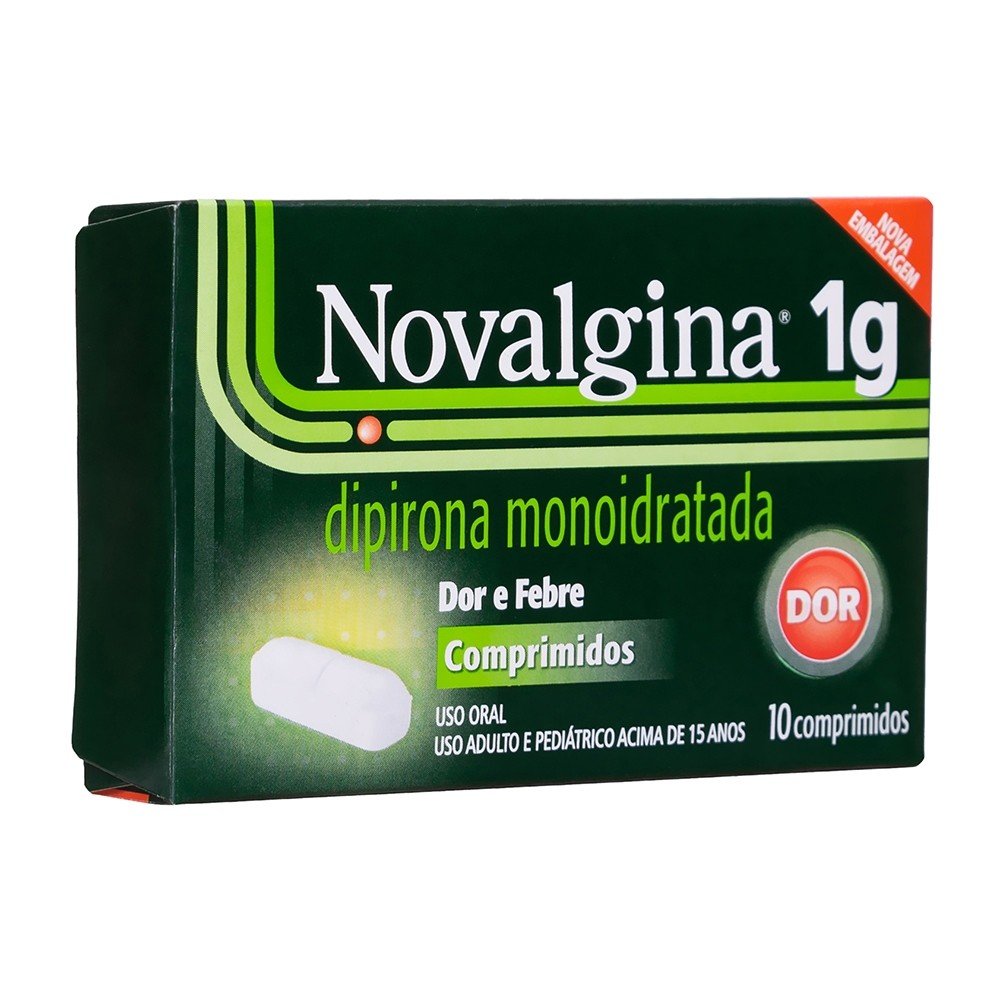 NOVA
EMBALAGEM
Novalgina® 1g
dipirona monoidratada
Dor e Febre
Comprimidos
DOR
USO ORAL
USO ADULTO E PEDIÁTRICO ACIMA DE 15 ANOS
10 comprimidos